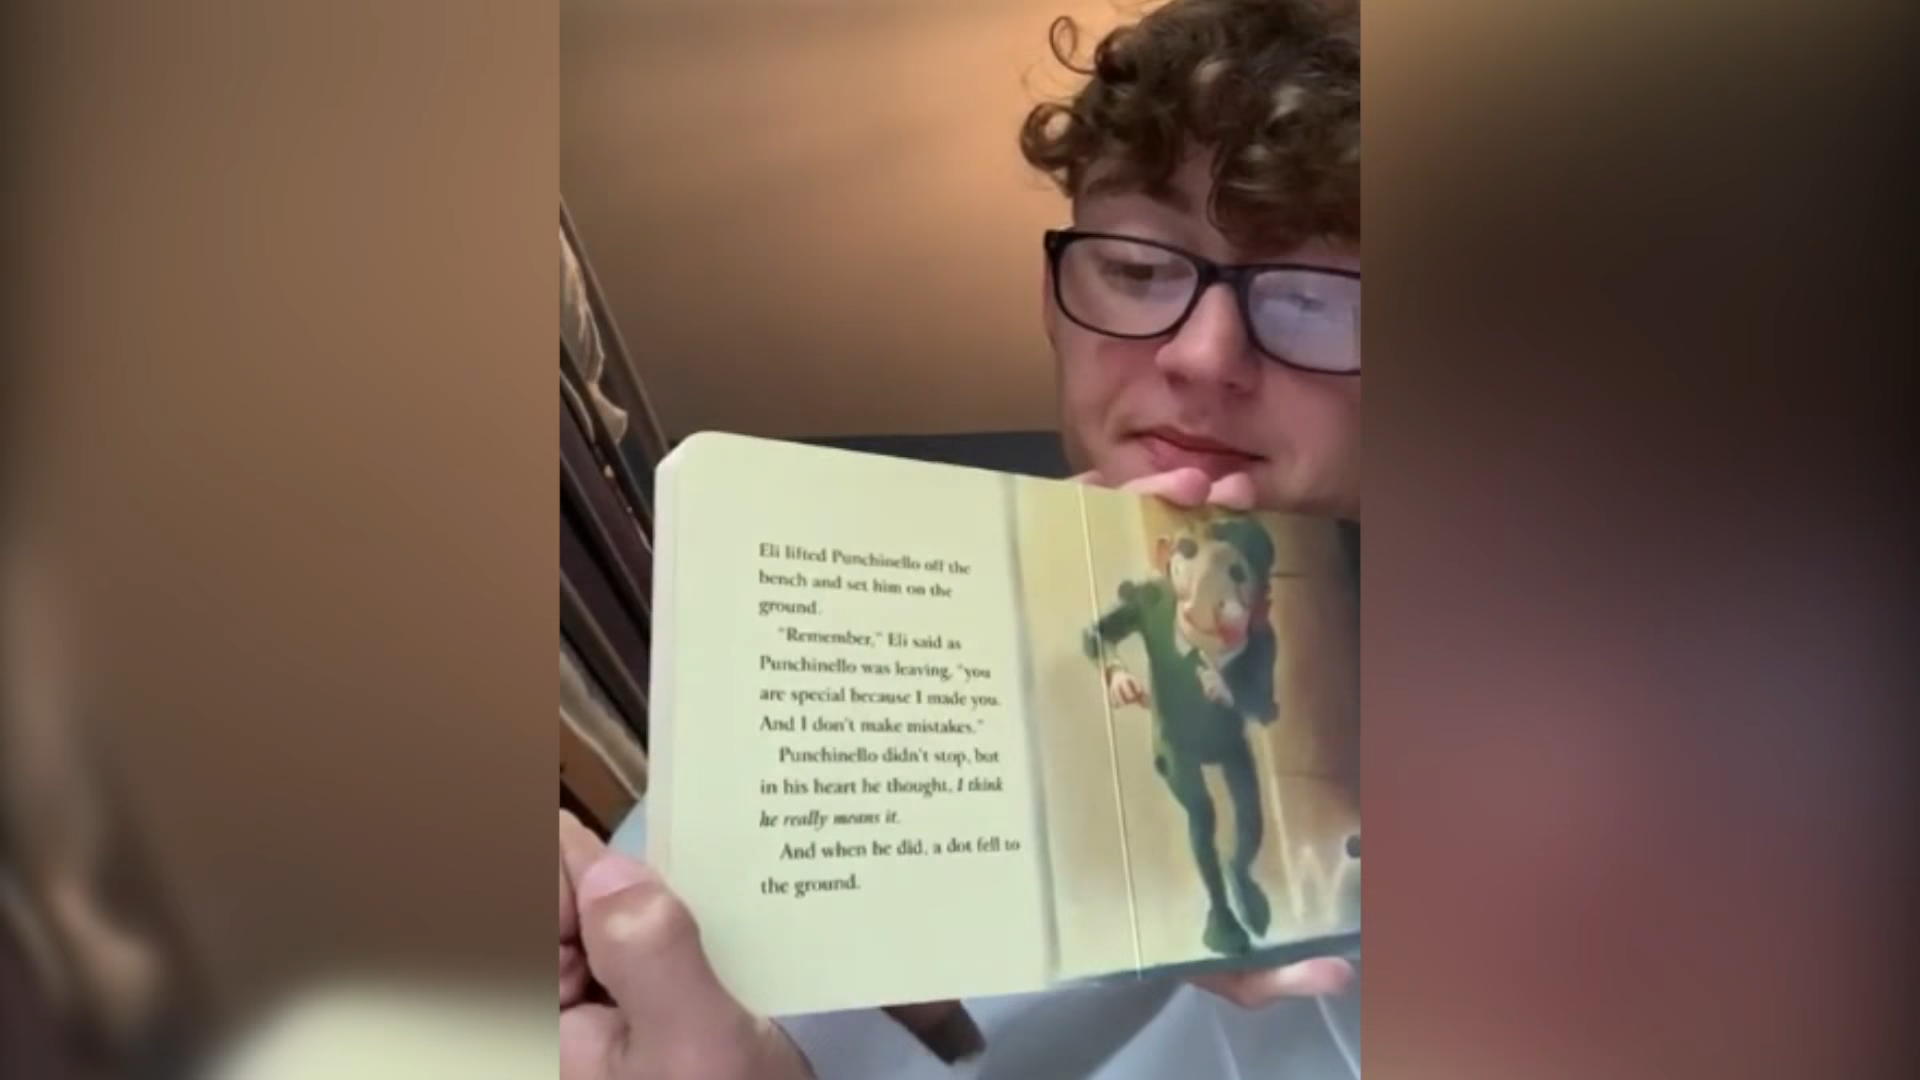 Eli lifted Punchinello off the
bench and set him on the
ground.
"Remember," Eli said as
Punchinello was leaving, "you
are special because I made you.
And I don't make mistakes."
Punchinello didn't stop, but
in his heart he thought, I think
he really means it.
And when he did, a dot fell to
the ground.